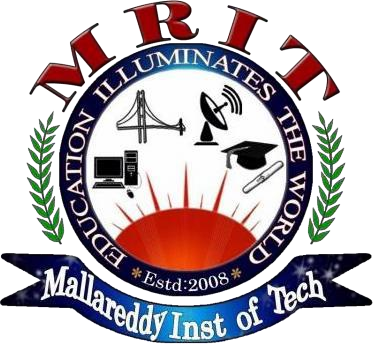 MRIT
EDUCATION ILLUMINATES THE WORLD
*Estd:2008*
Mallareddy Inst of Tech